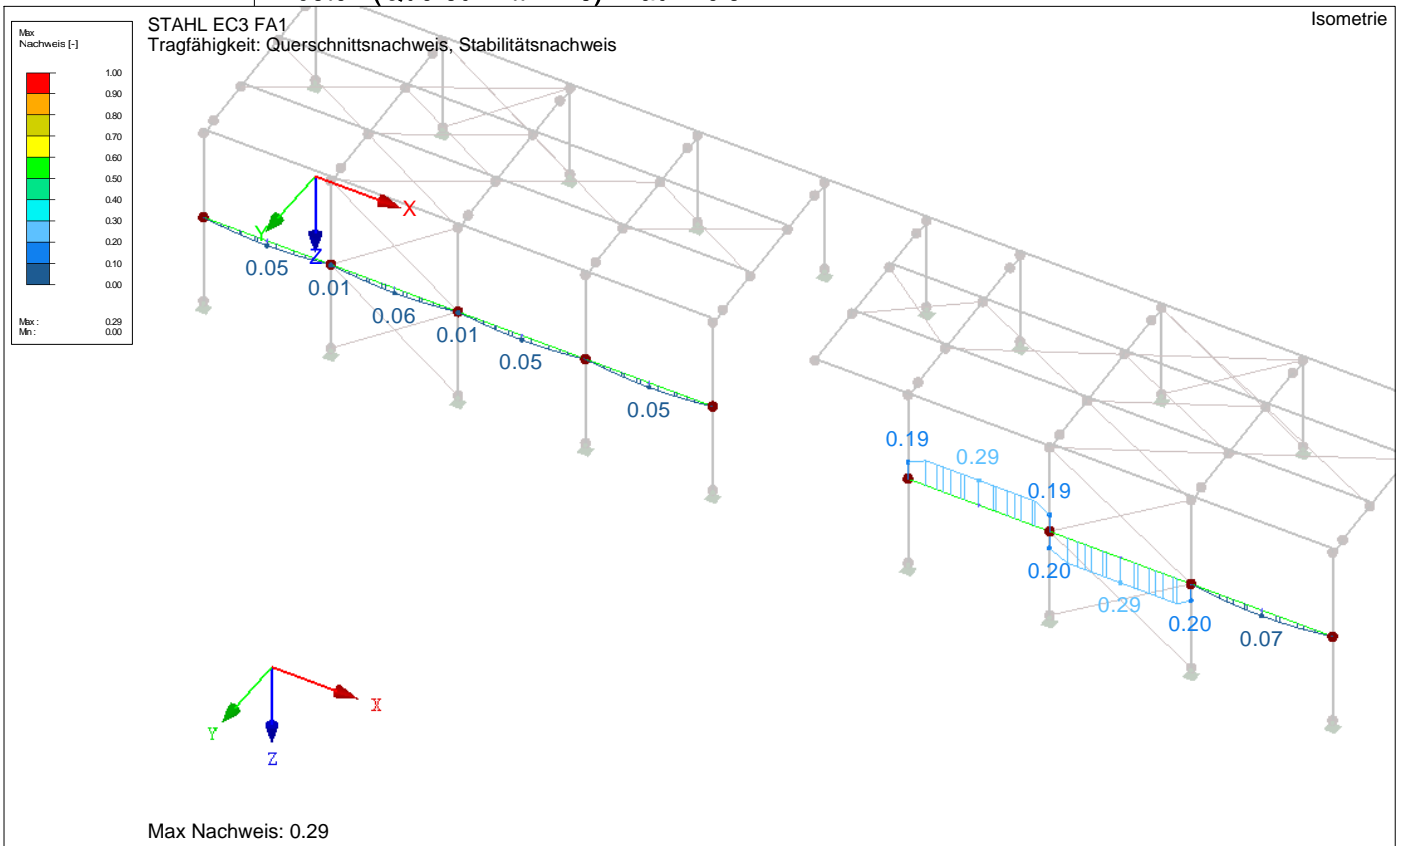 STAHL EC3 FA1
Isometrie
Tragfähigkeit: Querschnittsnachweis, Stabilitätsnachweis
Max
Nachweis [-]
1.00
0.90
0.80
0.70
0.60
0.50
0.40
0.30
0.20
0.10
0.00
Max : 0.29
Min : 0.00
X
Y
Z
0.05
0.01
0.06
0.01
0.05
0.05
0.19
0.29
0.19
0.20
0.29
0.20
0.07
X
Y
Z
Max Nachweis: 0.29